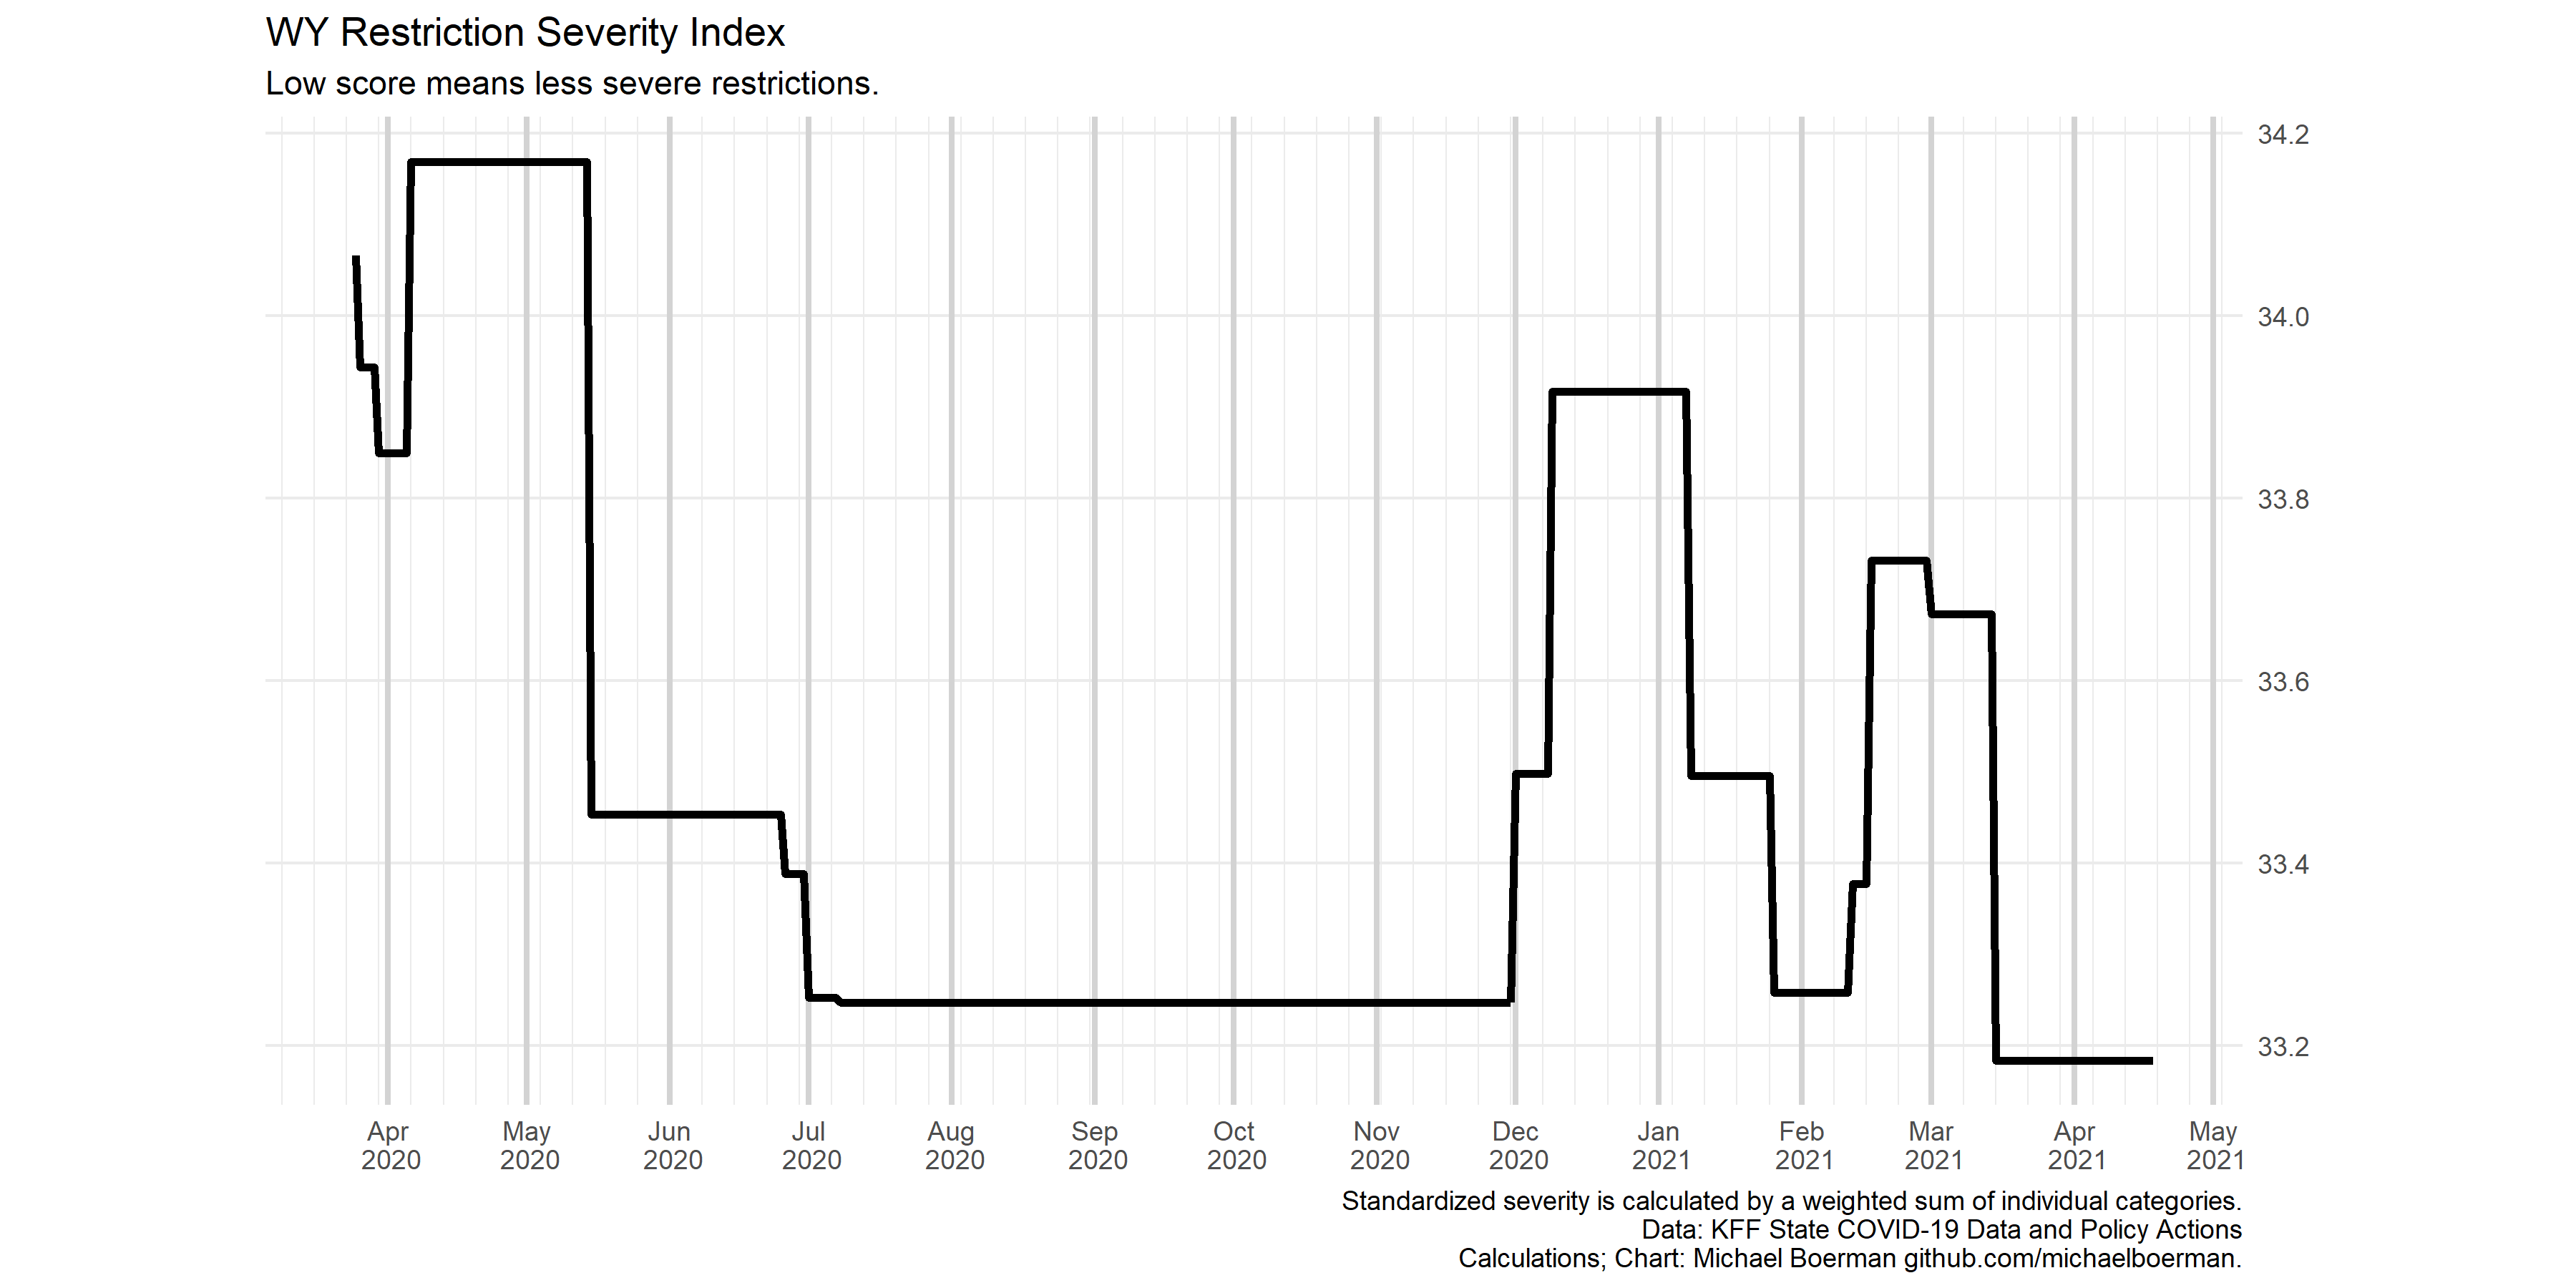 WY Restriction Severity Index
Low score means less severe restrictions.
34.2
34.0
33.8
33.6
33.4
33.2
Apr May Jun Jul Aug Sep Oct Nov Dec Jan Feb Mar Apr May
2020 2020 2020 2020 2020 2020 2020 2020 2020 2021 2021 2021 2021 2021
Standardized severity is calculated by a weighted sum of individual categories.
Data: KFF State COVID-19 Data and Policy Actions
Calculations; Chart: Michael Boerman github.com/michaelboerman.